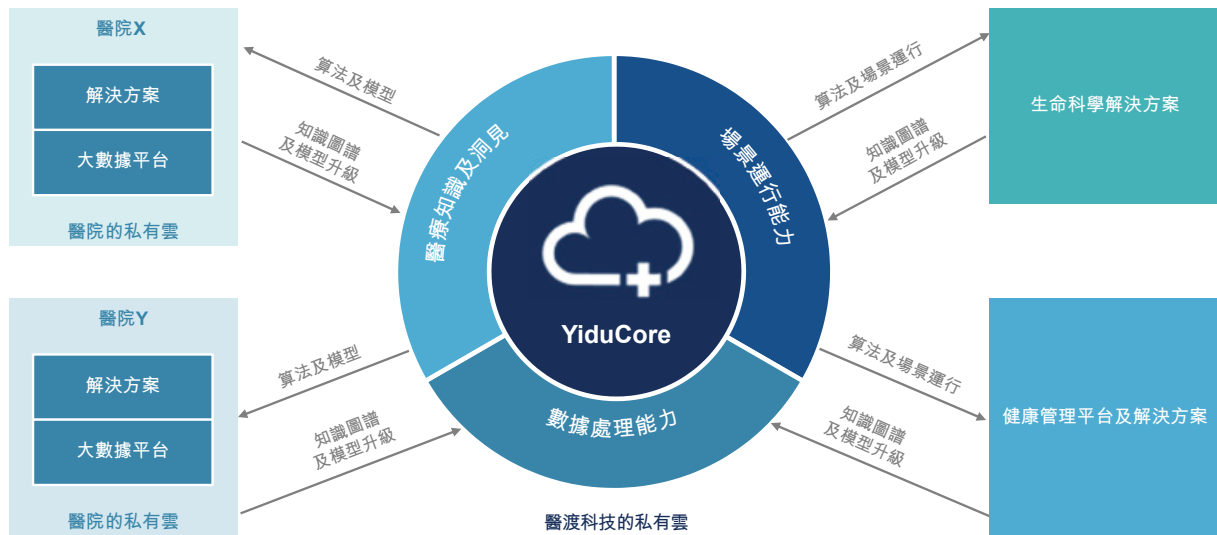 醫院X
解決方案
大數據平台
醫院的私有雲
算法及模型
知識圖譜
及模型升級
醫院Y
解決方案
大數據平台
醫院的私有雲
算法及模型
知識圖譜
及模型升級
醫療知識及洞見
場景運行能力
數據處理能力
YiduCore
醫渡科技的私有雲
算法及場景運行
知識圖譜
及模型升級
生命科學解決方案
算法及場景運行
知識圖譜
及模型升級
健康管理平台及解決方案